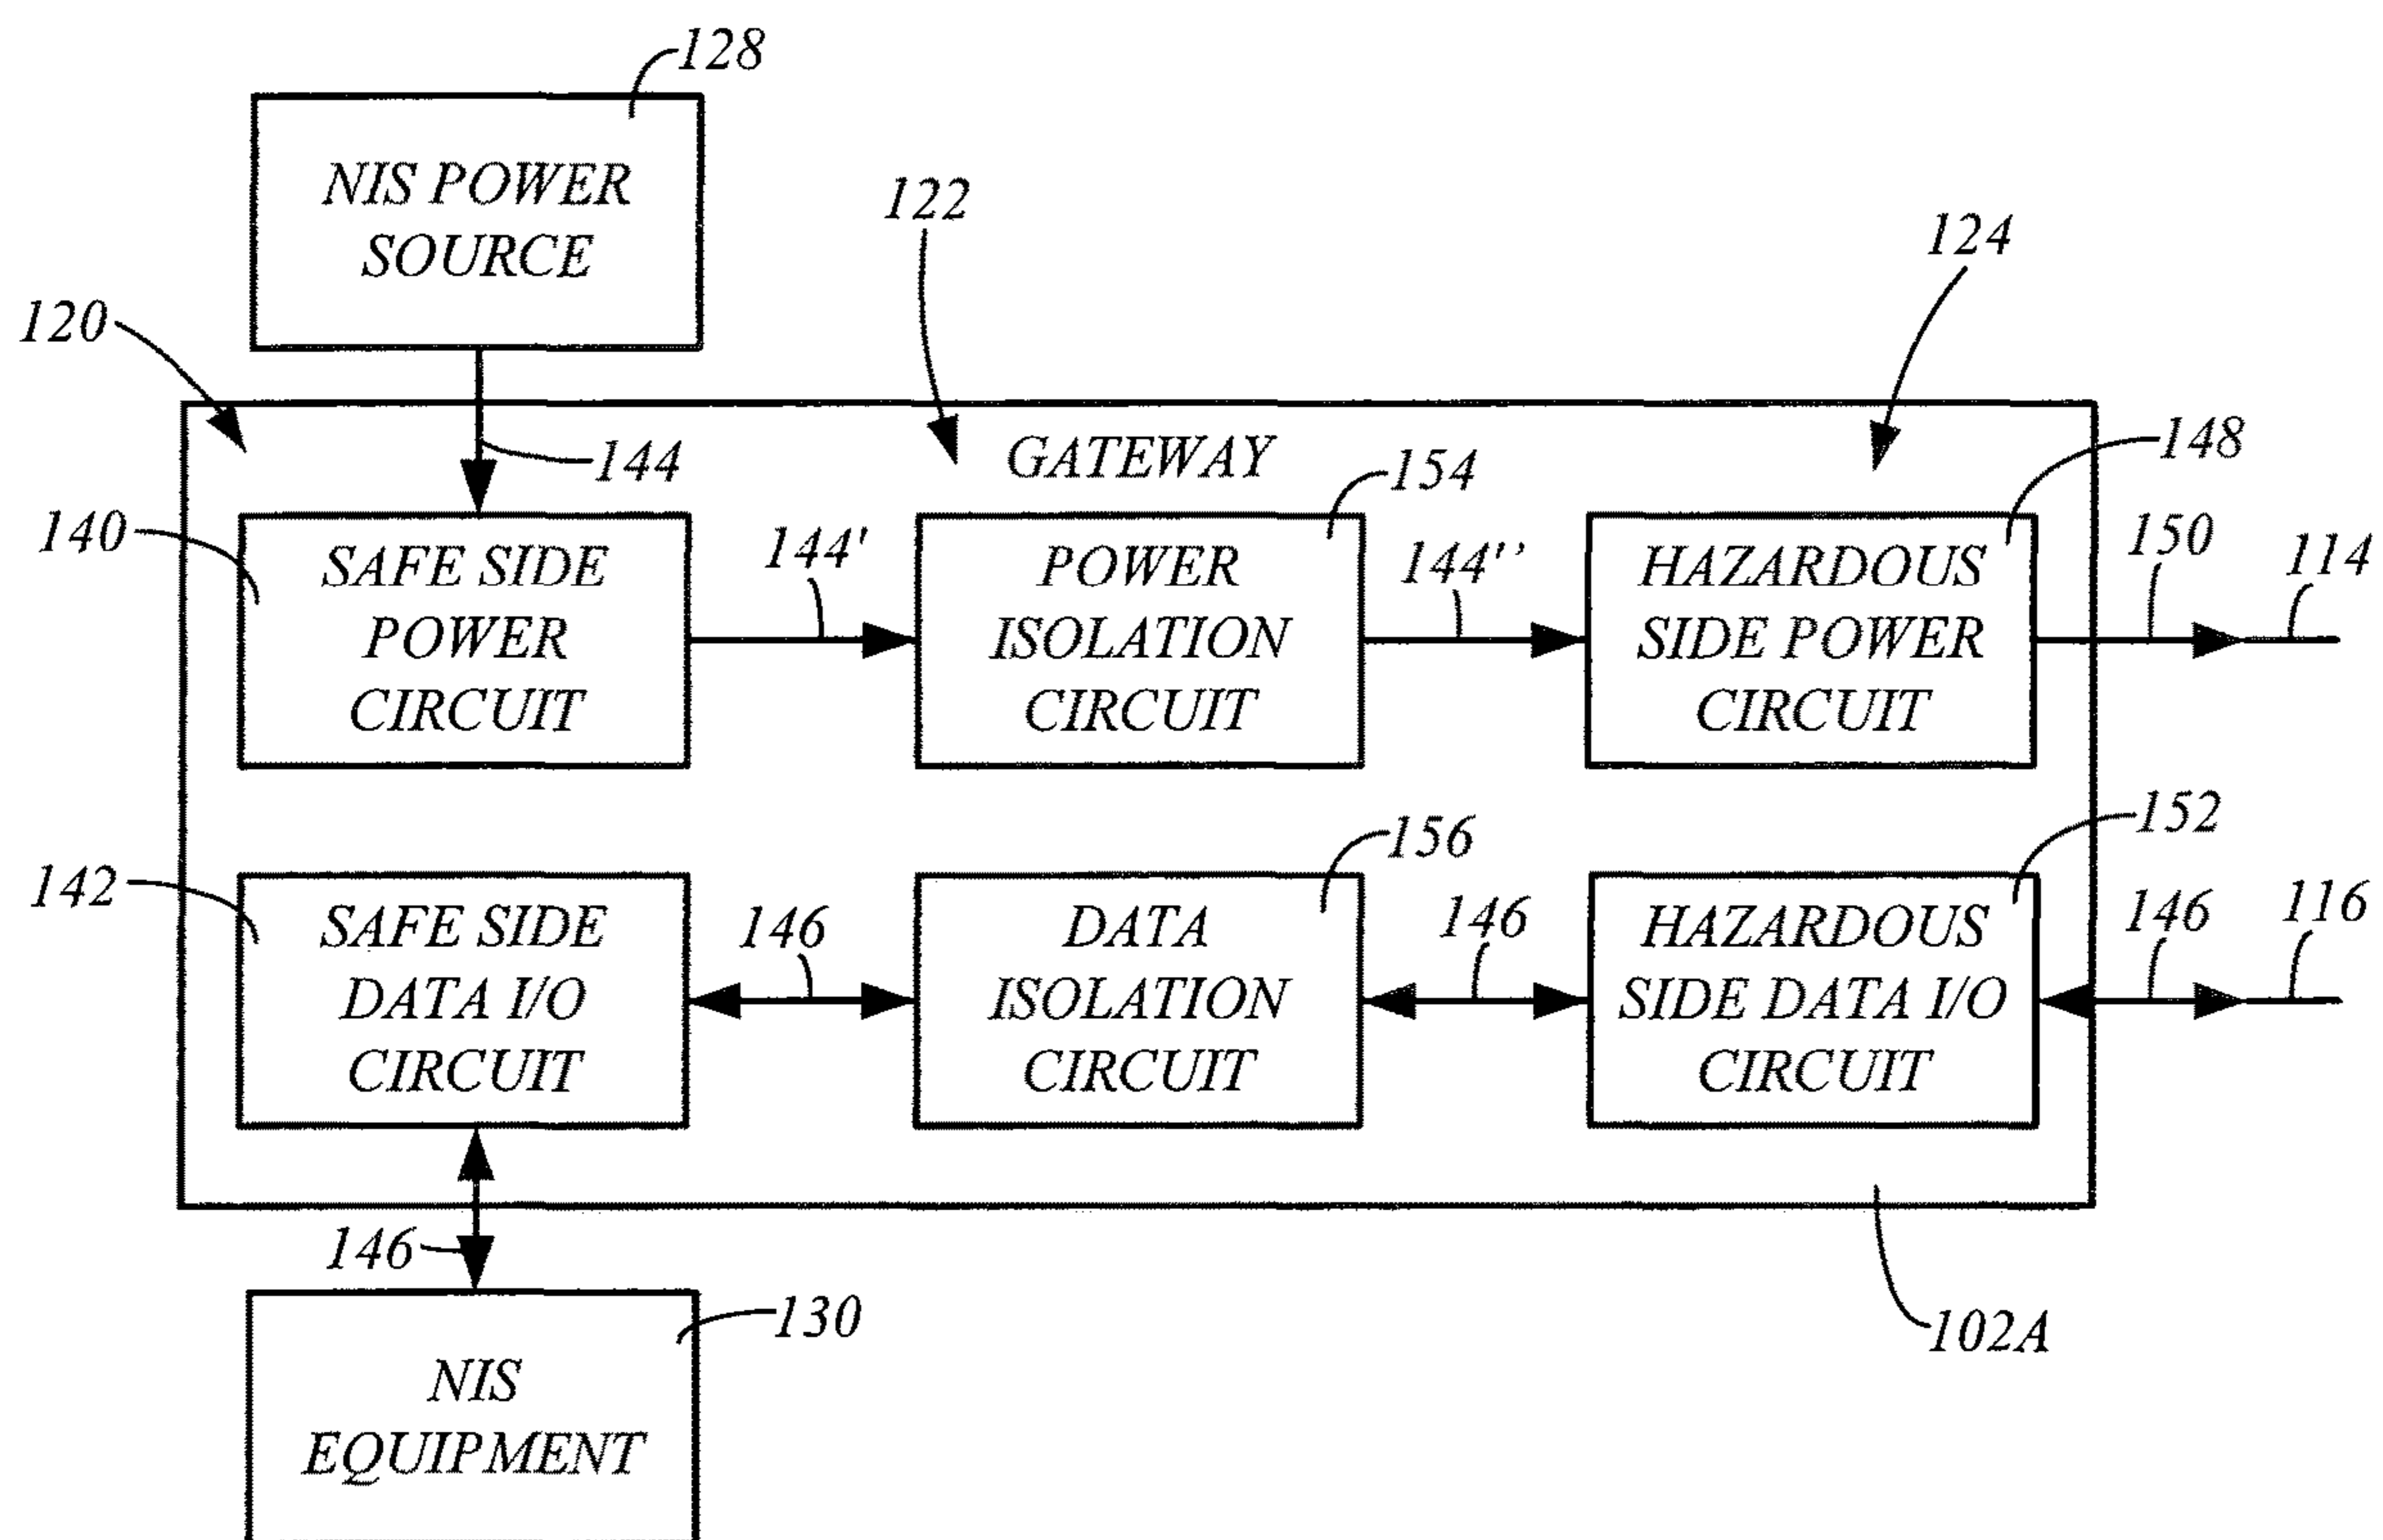 128
NIS POWER
SOURCE
122
124
120
GATEWAY
144
154
148
140
SAFE SIDE
POWER
CIRCUIT
144'
POWER
ISOLATION
CIRCUIT
144''
HAZARDOUS
SIDE POWER
CIRCUIT
150
114
142
SAFE SIDE
DATA I/O
CIRCUIT
146
156
DATA
ISOLATION
CIRCUIT
146
152
HAZARDOUS
SIDE DATA I/O
CIRCUIT
146
116
146
130
NIS
EQUIPMENT
102A